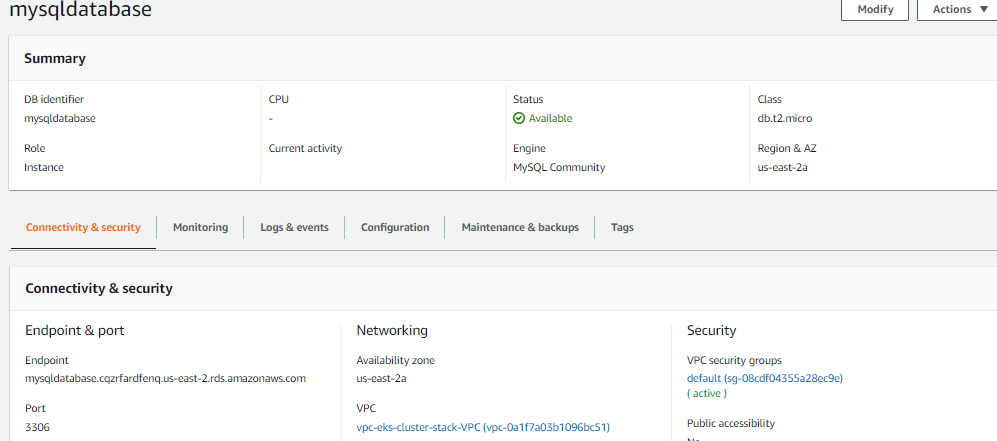 mysqldatabase
Modify
Actions
Summary
DB identifier
mysqldatabase
CPU
-
Status
Available
Class
db.t2.micro
Role
Instance
Current activity
Engine
MySQL Community
Region & AZ
us-east-2a
Connectivity & security
Monitoring
Logs & events
Configuration
Maintenance & backups
Tags
Connectivity & security
Endpoint & port
Endpoint
mysqldatabase.cqzrfardfenq.us-east-2.rds.amazonaws.com
Port
3306
Networking
Availability zone
us-east-2a
VPC
vpc-eks-cluster-stack-VPC (vpc-0a1f7a03b1096bc51)
Security
VPC security groups
default (sg-08cdf04355a28ec9e)
( active )
Public accessibility